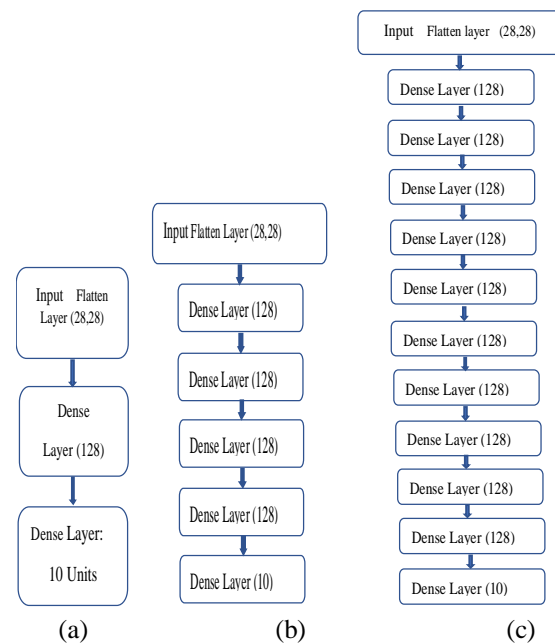 Input Flatten
Layer (28,28)
Dense
Layer (128)
Dense Layer:
10 Units
(a)
Input Flatten Layer (28,28)
Dense Layer (128)
Dense Layer (128)
Dense Layer (128)
Dense Layer (128)
Dense Layer (10)
(b)
Input Flatten layer (28,28)
Dense Layer (128)
Dense Layer (128)
Dense Layer (128)
Dense Layer (128)
Dense Layer (128)
Dense Layer (128)
Dense Layer (128)
Dense Layer (128)
Dense Layer (128)
Dense Layer (128)
Dense Layer (10)
(c)